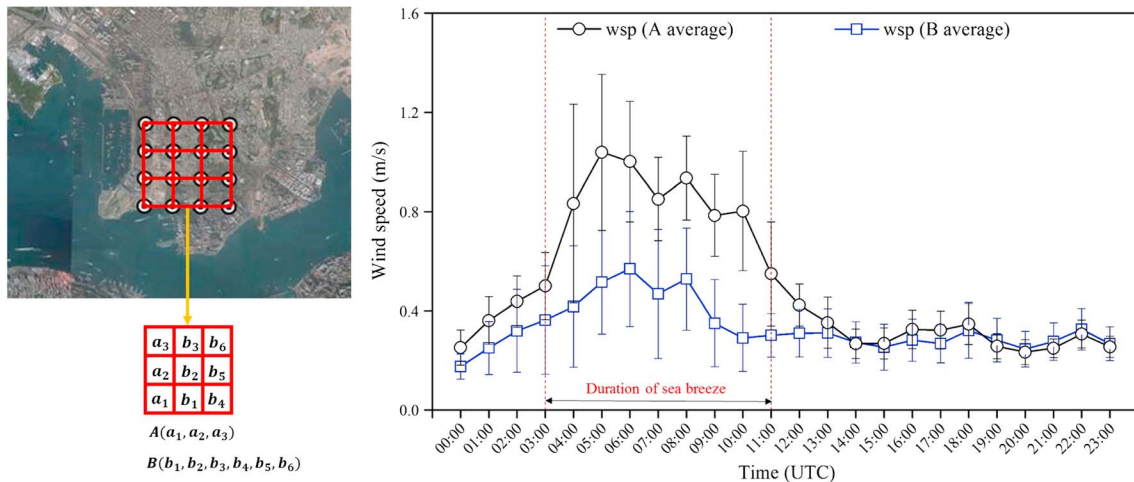 a₃ b₃ b₆
a₂ b₂ b₅
a₁ b₁ b₄
A(a₁, a₂, a₃)
B(b₁, b₂, b₃, b₄, b₅, b₆)
wsp (A average) wsp (B average)
Wind speed (m/s)
1.6
1.2
0.8
0.4
0.0
Duration of sea breeze
00:00 01:00 02:00 03:00 04:00 05:00 06:00 07:00 08:00 09:00 10:00 11:00 12:00 13:00 14:00 15:00 16:00 17:00 18:00 19:00 20:00 21:00 22:00 23:00
Time (UTC)